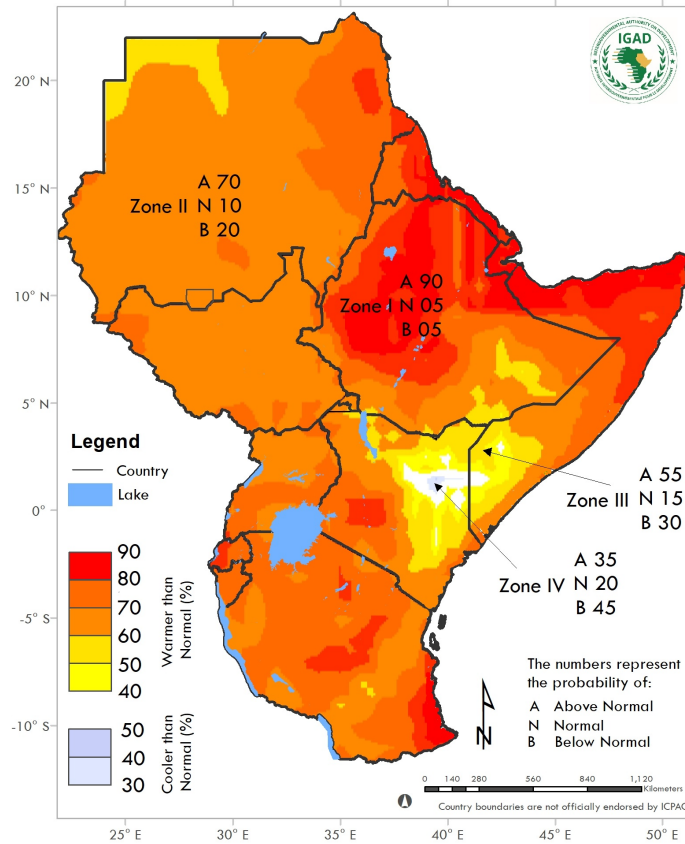 IGAD
20° N
15° N
10° N
5° N
0°
-5° S
-10° S
A 70
Zone II N 10
B 20
A 90
Zone I N 05
B 05
A 55
Zone III N 15
B 30
A 35
Zone IV N 20
B 45
Legend
Country
Lake
90
80
70
60
50
40
Warmer than
Normal (%)
50
40
30
Cooler than
Normal (%)
The numbers represent
the probability of:
A Above Normal
N Normal
B Below Normal
N
0 140 280 560 840 1,120
Kilometers
Country boundaries are not officially endorsed by ICPAC
25° E 30° E 35° E 40° E 45° E 50° E